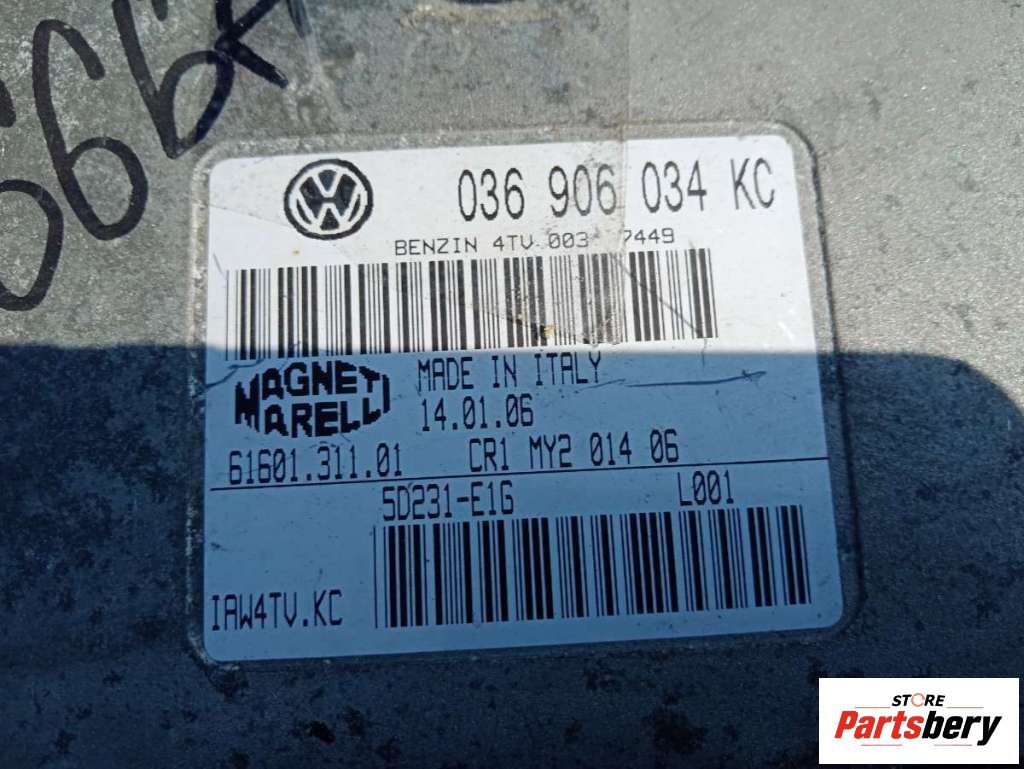 036 906 034 KC
BENZIN 4TV.003 7449
MAGNETI MARELLI
MADE IN ITALY
14.01.06
61601.311.01 CR1 MY2 014 06
5D231-E1G L001
IAW4TV.KC
STORE
Partsbery